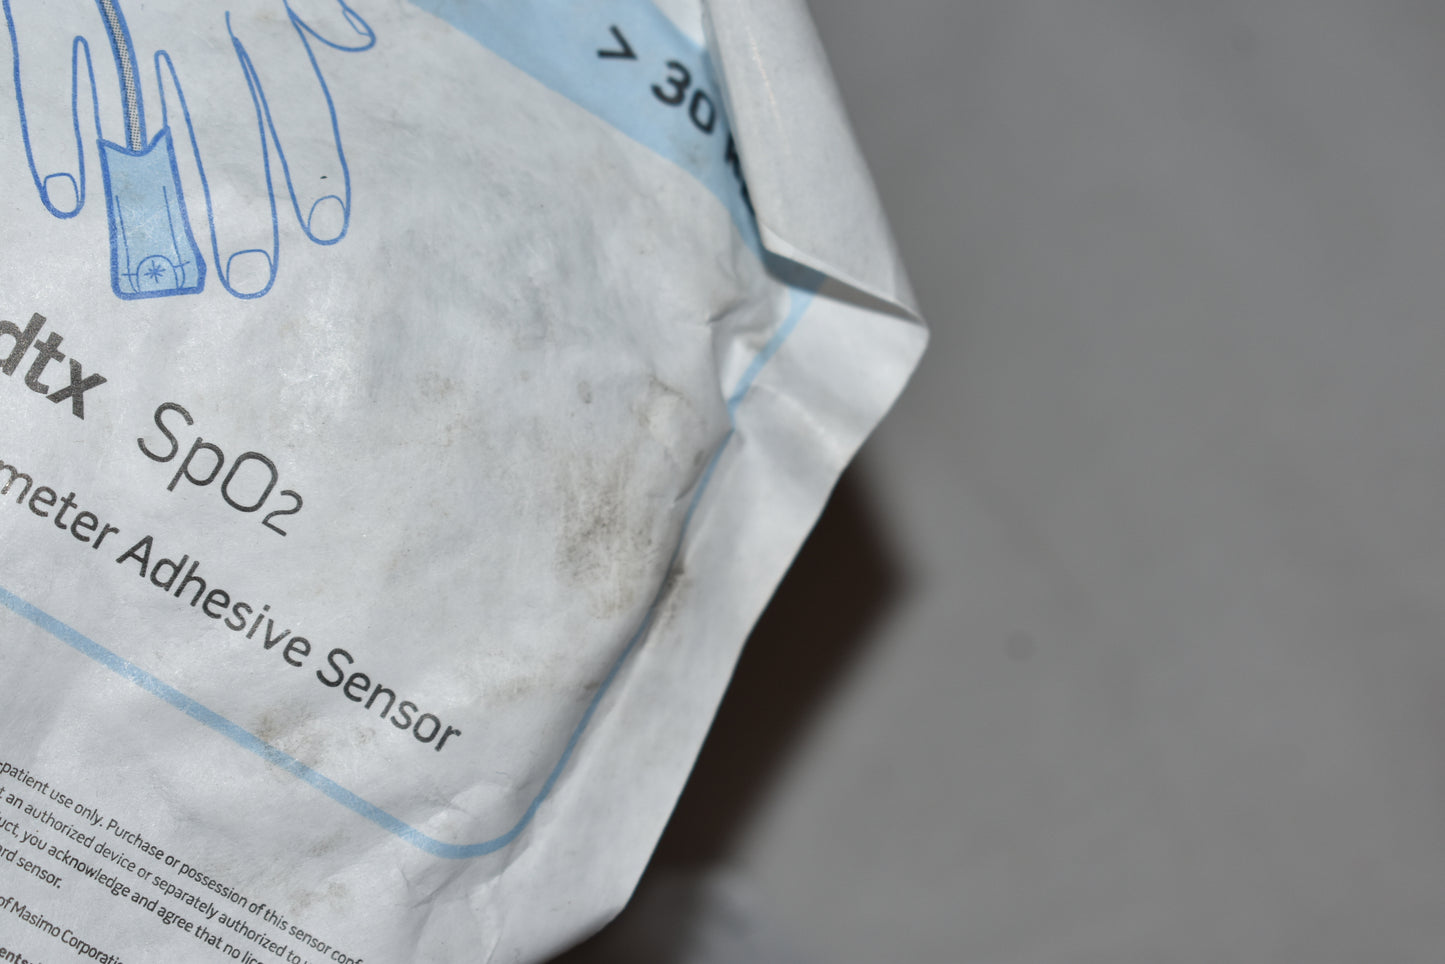 > 30
dtx SpO2
meter Adhesive Sensor
-patient use only. Purchase or possession of this sensor conf
t an authorized device or separately authorized to
uct, you acknowledge and agree that no lice
rd sensor.
of Masimo Corporati